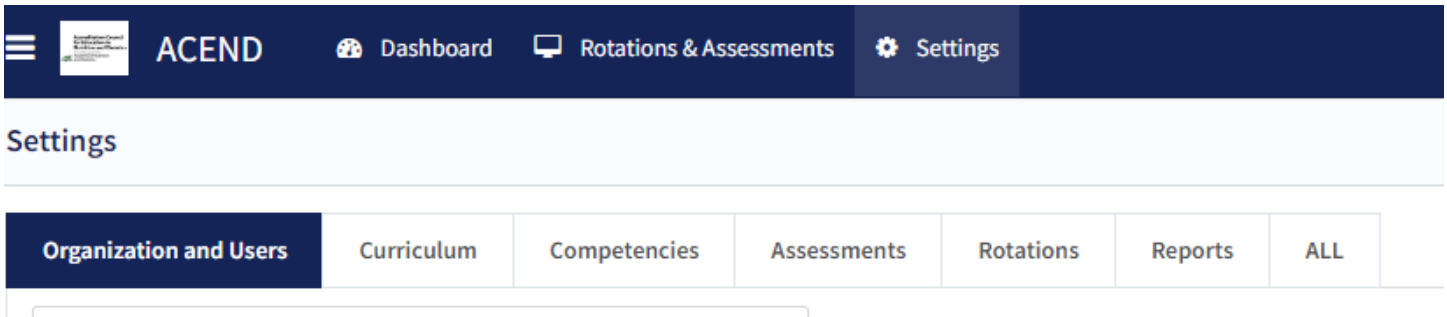 ACEND Dashboard Rotations & Assessments Settings
Settings
Organization and Users Curriculum Competencies Assessments Rotations Reports ALL